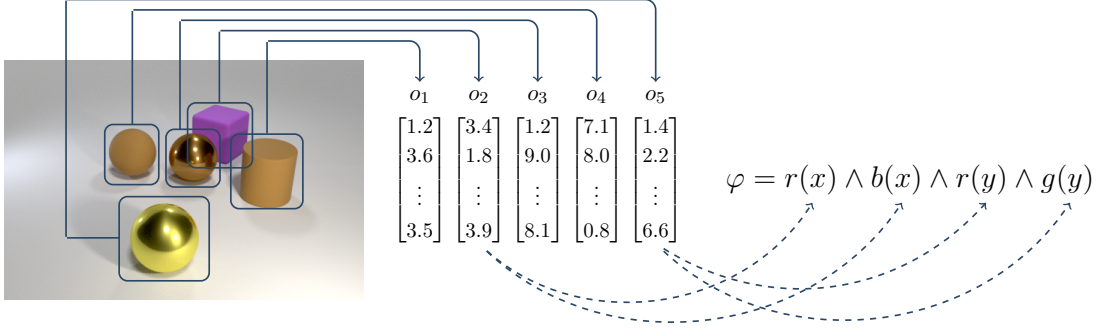 o₁ o₂ o₃ o₄ o₅
1.2 3.4 1.2 7.1 1.4
3.6 1.8 9.0 8.0 2.2
⋮ ⋮ ⋮ ⋮ ⋮
3.5 3.9 8.1 0.8 6.6
φ = r(x) ∧ b(x) ∧ r(y) ∧ g(y)